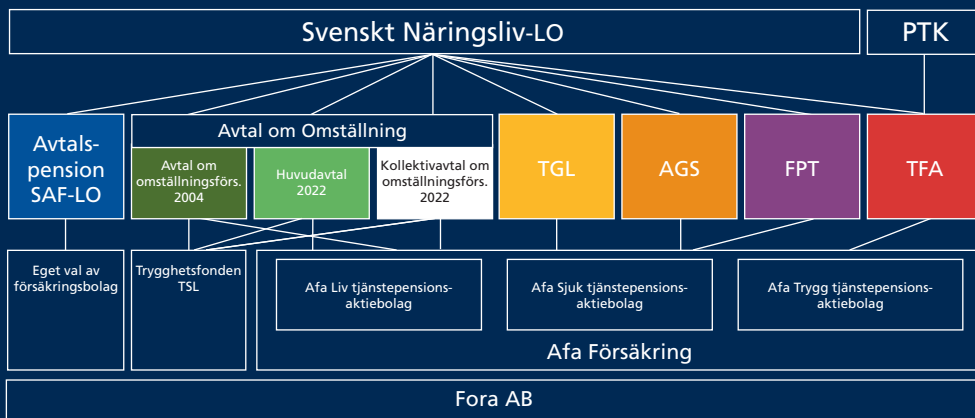 Svenskt Näringsliv-LO
PTK
Avtals-
pension
SAF-LO
Avtal om Omställning
Avtal om
omställningsförs.
2004
Huvudavtal
2022
Kollektivavtal om
omställningsförs.
2022
TGL
AGS
FPT
TFA
Eget val av
försäkringsbolag
Trygghetsfonden
TSL
Afa Liv tjänstepensions-
aktiebolag
Afa Sjuk tjänstepensions-
aktiebolag
Afa Trygg tjänstepensions-
aktiebolag
Afa Försäkring
Fora AB